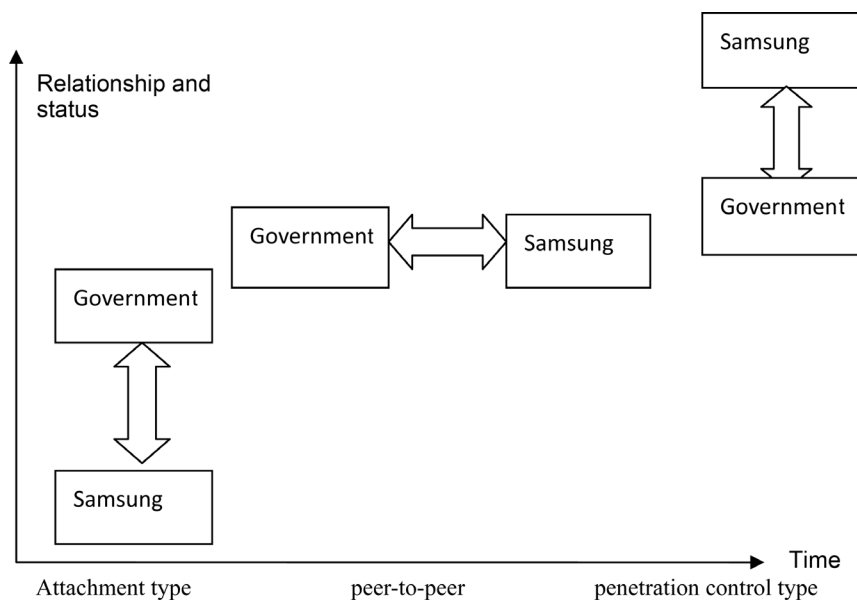 Samsung
Relationship and
status
Government
Government
Samsung
Government
Samsung
Time
Attachment type peer-to-peer penetration control type